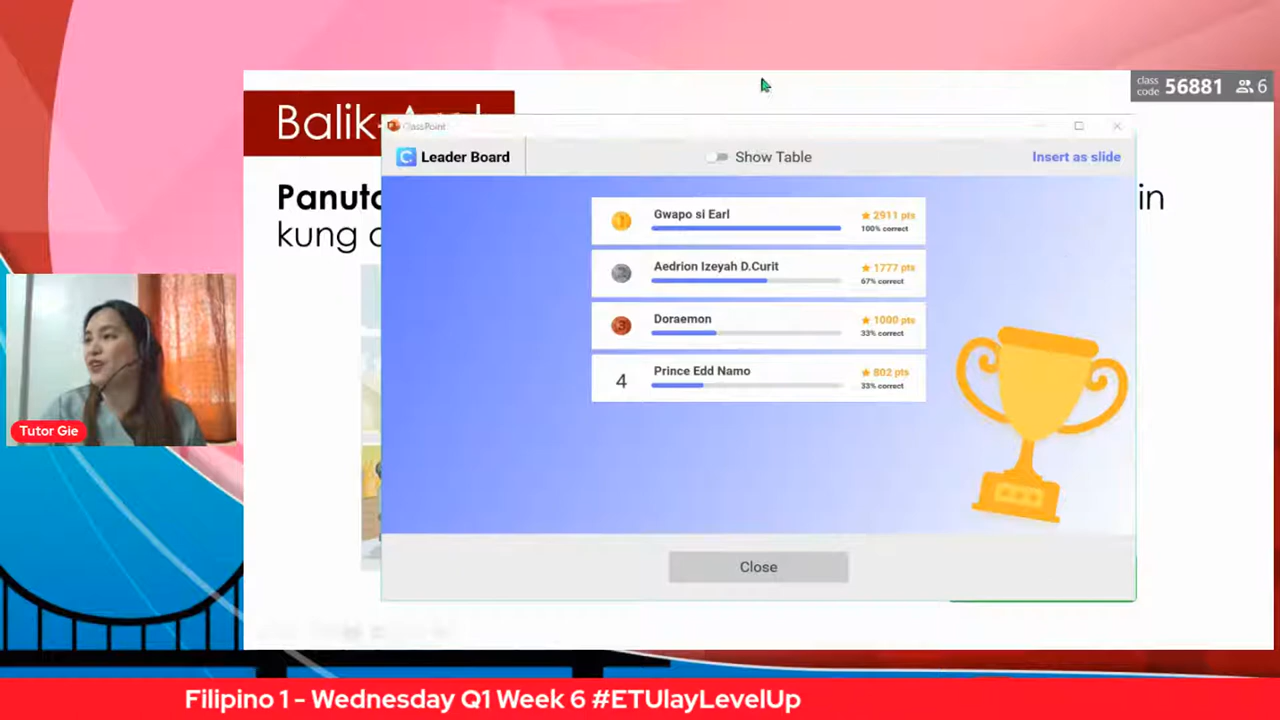 class code 56881 6
Balik-
ClassPoint
Leader Board
Show Table
Insert as slide
in
kung
Gwapo si Earl
2911 pts
100% correct
Aedrion Izeyah D.Curit
1777 pts
67% correct
3
Doraemon
1000 pts
33% correct
4
Prince Edd Namo
802 pts
33% correct
Close
Tutor Gie
Filipino 1 - Wednesday Q1 Week 6 #ETUlayLevelUp